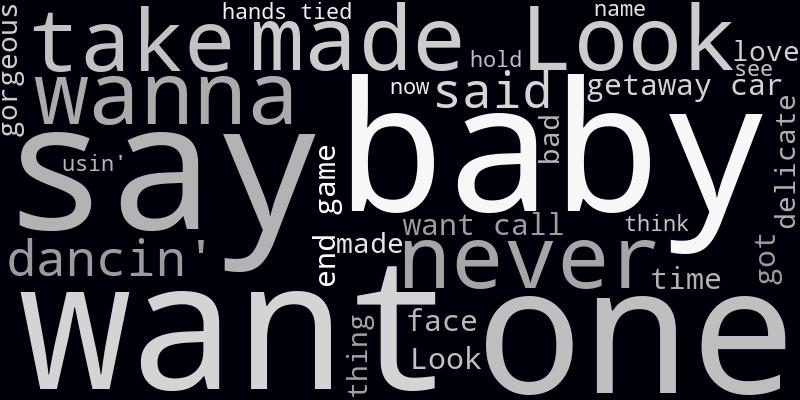 gorgeous
take
hands tied
made
hold
Look
name
love
see
wanna
now
said
getaway car
say
usin'
baby
bad
delicate
end game
want call
think
dancin'
made
never
time
got
want
thing
face
Look
one